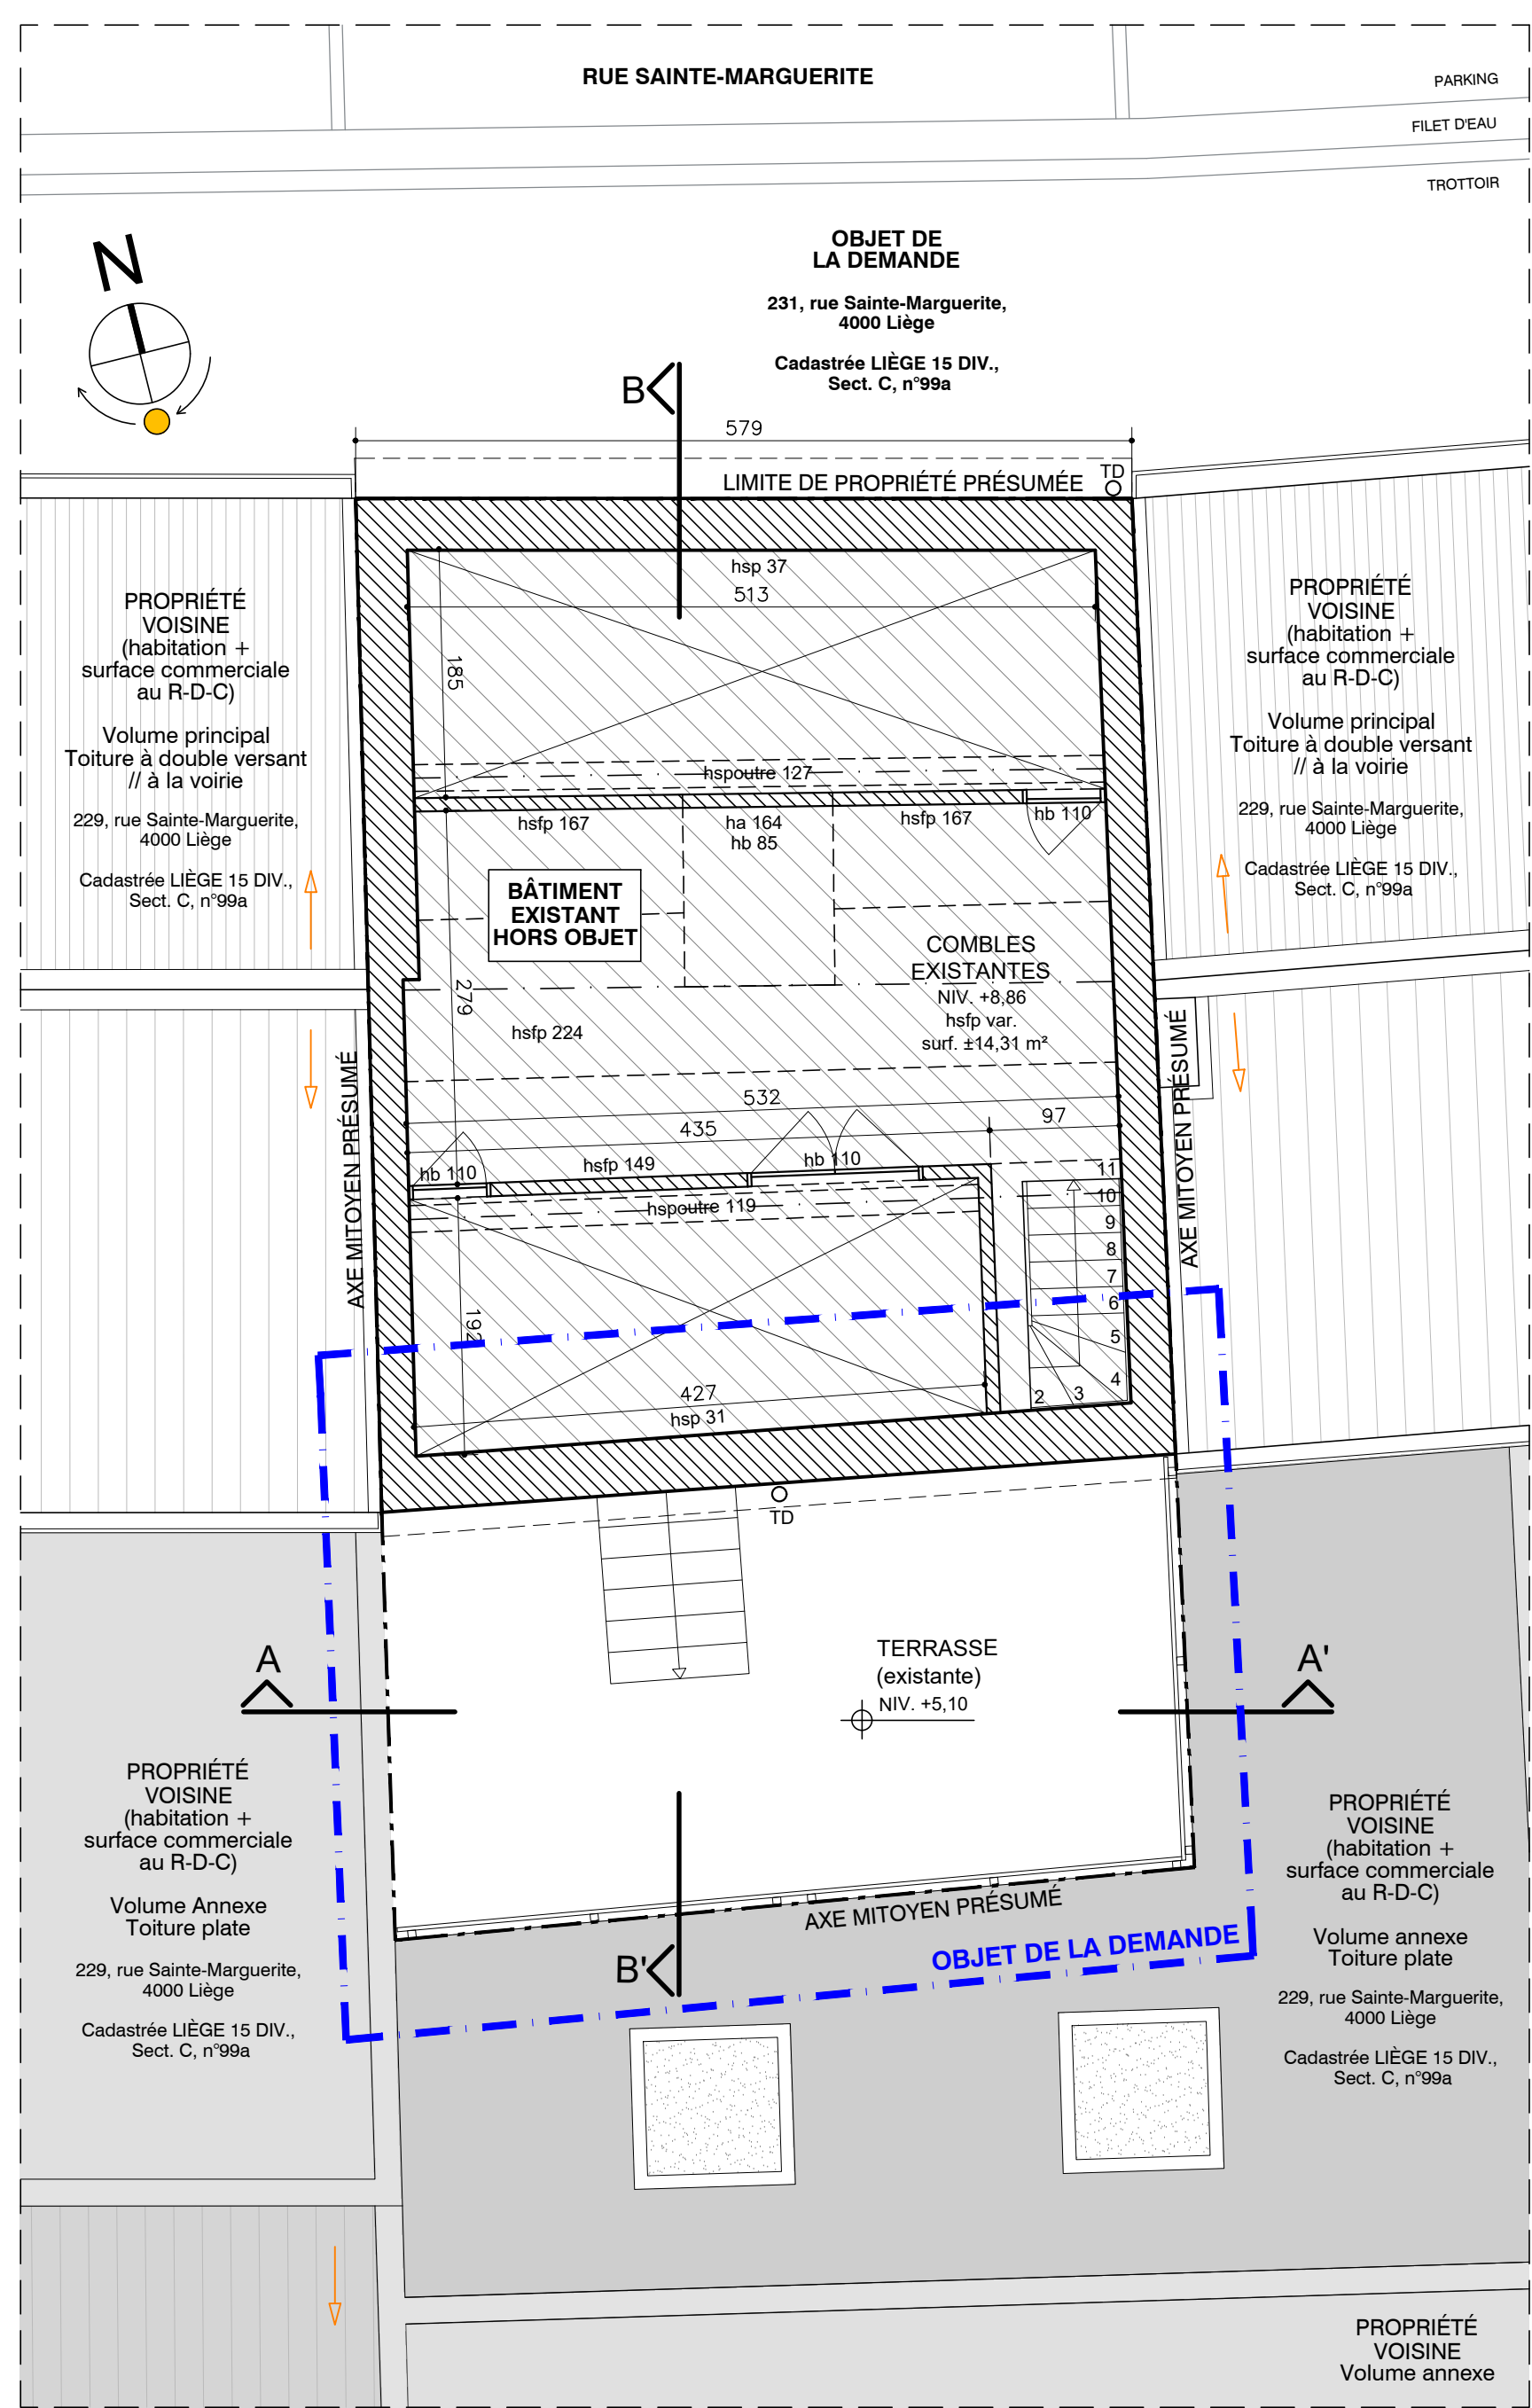 RUE SAINTE-MARGUERITE
PARKING
FILET D'EAU
TROTTOIR
N
OBJET DE
LA DEMANDE
231, rue Sainte-Marguerite,
4000 Liège
Cadastrée LIÈGE 15 DIV.,
Sect. C, n°99a
B
579
LIMITE DE PROPRIÉTÉ PRÉSUMÉE
TD
PROPRIÉTÉ
VOISINE
(habitation +
surface commerciale
au R-D-C)
Volume principal
Toiture à double versant
// à la voirie
229, rue Sainte-Marguerite,
4000 Liège
Cadastrée LIÈGE 15 DIV.,
Sect. C, n°99a
hsp 37
513
185
hspoutre 127
hsfp 167
ha 164
hb 85
hsfp 167
hb 110
PROPRIÉTÉ
VOISINE
(habitation +
surface commerciale
au R-D-C)
Volume principal
Toiture à double versant
// à la voirie
229, rue Sainte-Marguerite,
4000 Liège
Cadastrée LIÈGE 15 DIV.,
Sect. C, n°99a
BÂTIMENT
EXISTANT
HORS OBJET
COMBLES
EXISTANTES
NIV. +8,86
hsfp var.
surf. ±14,31 m²
279
hsfp 224
AXE MITOYEN PRÉSUMÉ
AXE MITOYEN PRÉSUMÉ
532
435
97
hb 110
hsfp 149
hb 110
hspoutre 119
11
10
9
8
7
6
5
4
3
2
192
427
hsp 31
TD
TERRASSE
(existante)
NIV. +5,10
A
A'
PROPRIÉTÉ
VOISINE
(habitation +
surface commerciale
au R-D-C)
Volume Annexe
Toiture plate
229, rue Sainte-Marguerite,
4000 Liège
Cadastrée LIÈGE 15 DIV.,
Sect. C, n°99a
PROPRIÉTÉ
VOISINE
(habitation +
surface commerciale
au R-D-C)
Volume annexe
Toiture plate
229, rue Sainte-Marguerite,
4000 Liège
Cadastrée LIÈGE 15 DIV.,
Sect. C, n°99a
AXE MITOYEN PRÉSUMÉ
OBJET DE LA DEMANDE
B'
PROPRIÉTÉ
VOISINE
Volume annexe